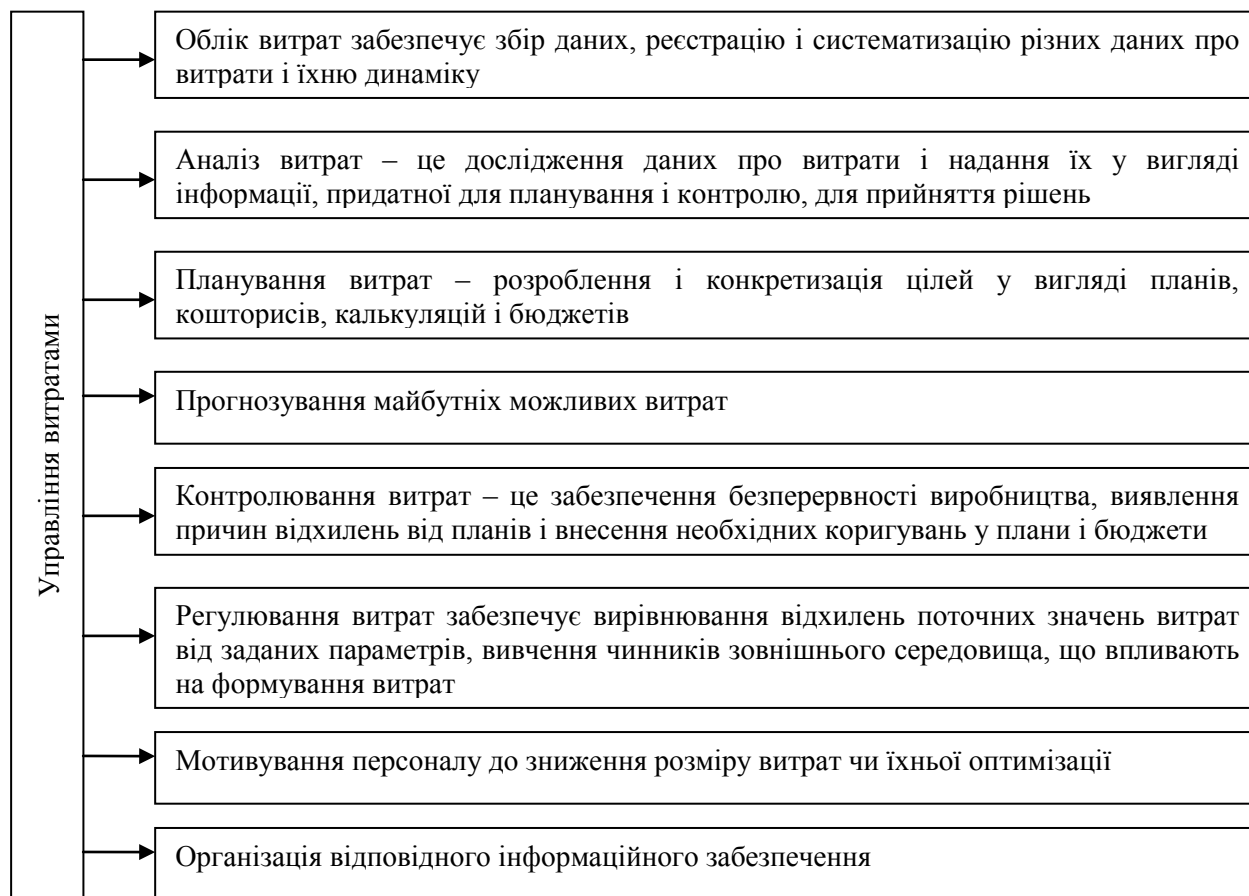 Управління витратами
Облік витрат забезпечує збір даних, реєстрацію і систематизацію різних даних про
витрати і їхню динаміку
Аналіз витрат – це дослідження даних про витрати і надання їх у вигляді
інформації, придатної для планування і контролю, для прийняття рішень
Планування витрат – розроблення і конкретизація цілей у вигляді планів,
кошторисів, калькуляцій і бюджетів
Прогнозування майбутніх можливих витрат
Контролювання витрат – це забезпечення безперервності виробництва, виявлення
причин відхилень від планів і внесення необхідних коригувань у плани і бюджети
Регулювання витрат забезпечує вирівнювання відхилень поточних значень витрат
від заданих параметрів, вивчення чинників зовнішнього середовища, що впливають
на формування витрат
Мотивування персоналу до зниження розміру витрат чи їхньої оптимізації
Організація відповідного інформаційного забезпечення